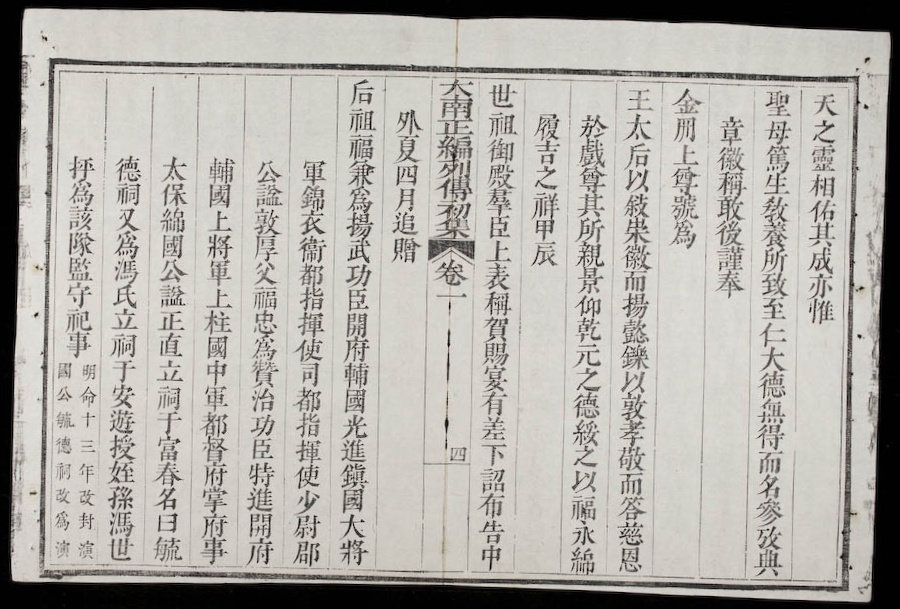 天之靈相佑其成亦惟
聖母篤生敎養所致至仁大德無得而名參攷典
章徽稱敢後謹奉
金册上尊號爲
王太后以敍枲徽而揚懿鑠以敦孝敬而答慈恩
於戲尊其所親景仰乾元之德綏之以福永綿
履吉之祥甲辰
世祖御殿羣臣上表稱賀賜宴有差下詔布告中
大南正編列傳初集 卷一 四
外夏四月追贈
后祖福兼爲揚武功臣開府輔國光進鎭國大將
軍錦衣衞都指揮使司都指揮使少尉郡
公謚敦厚父福忠爲贊治功臣特進開府
輔國上將軍上柱國中軍都督府掌府事
太保綿國公謚正直立祠于富春名曰毓
德祠又爲馮氏立祠于安遊授姪孫馮世
抨爲該隊監守祀事
明命十三年改封演
國公毓德祠改爲演